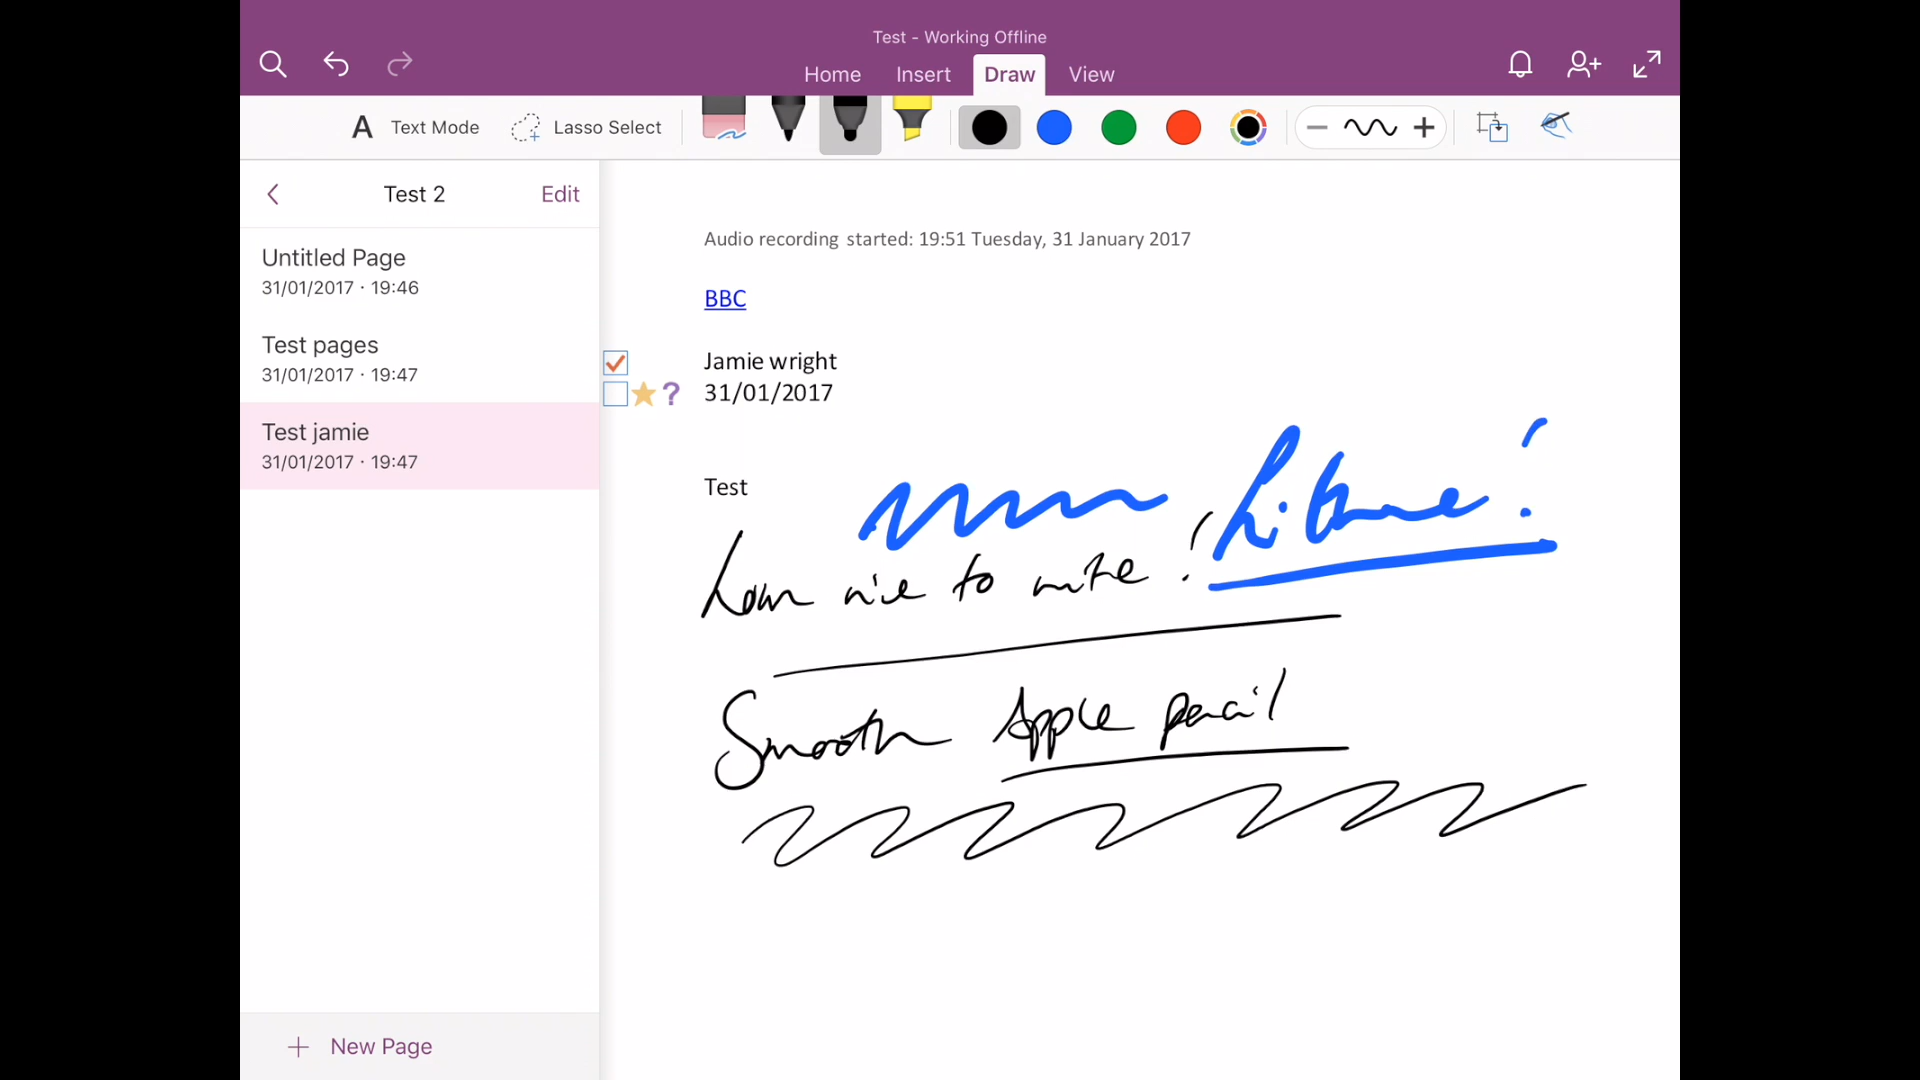 Test - Working Offline
Home Insert Draw View
A Text Mode Lasso Select
Test 2 Edit
Untitled Page
31/01/2017 · 19:46
Test pages
31/01/2017 · 19:47
Test jamie
31/01/2017 · 19:47
New Page
Audio recording started: 19:51 Tuesday, 31 January 2017
BBC
Jamie wright
? 31/01/2017
Test
nice to write !
Smooth Apple pencil